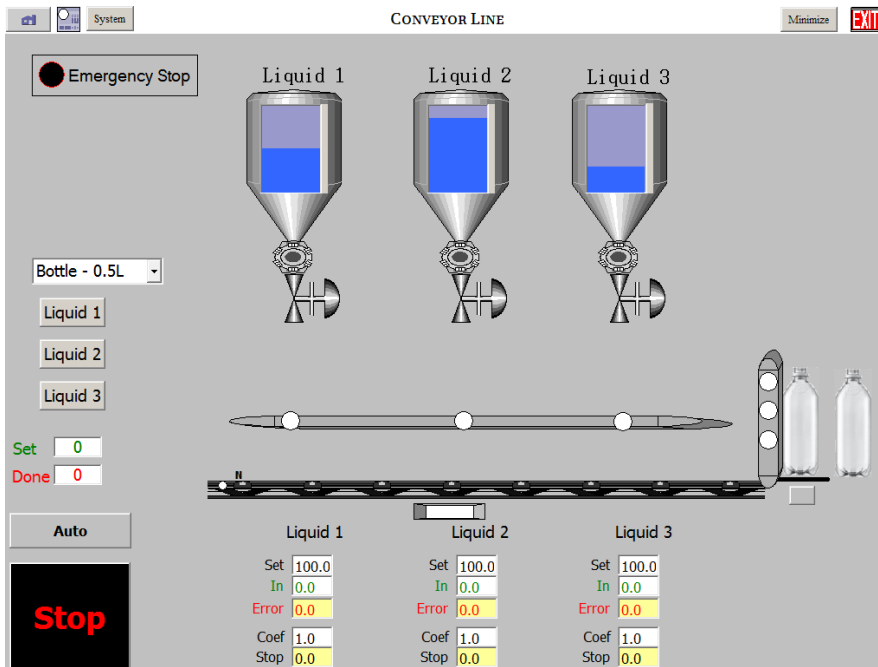 System
CONVEYOR LINE
Minimize
EXIT
Emergency Stop
Liquid 1
Liquid 2
Liquid 3
Bottle - 0.5L
Liquid 1
Liquid 2
Liquid 3
Set 0
Done 0
N
Auto
Stop
Liquid 1
Liquid 2
Liquid 3
Set 100.0 Set 100.0 Set 100.0
In 0.0 In 0.0 In 0.0
Error 0.0 Error 0.0 Error 0.0
Coef 1.0 Coef 1.0 Coef 1.0
Stop 0.0 Stop 0.0 Stop 0.0